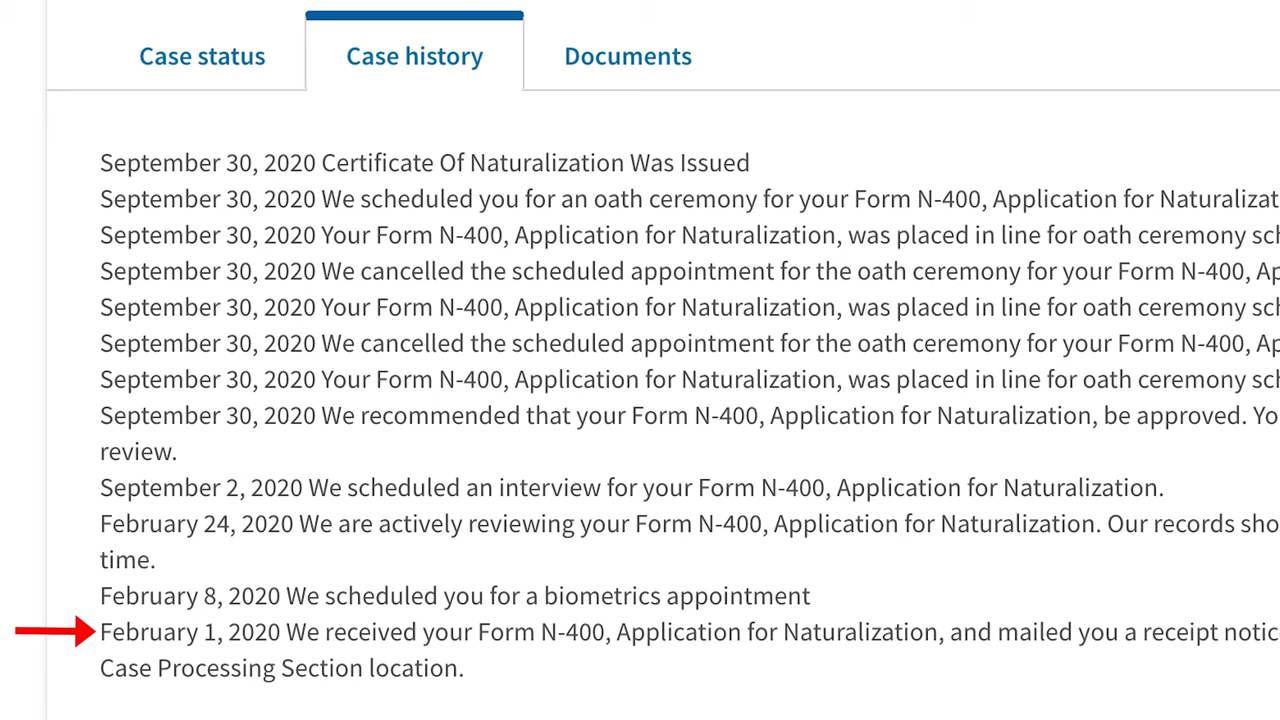 Case status
Case history
Documents
September 30, 2020 Certificate Of Naturalization Was Issued
September 30, 2020 We scheduled you for an oath ceremony for your Form N-400, Application for Naturalizat
September 30, 2020 Your Form N-400, Application for Naturalization, was placed in line for oath ceremony sch
September 30, 2020 We cancelled the scheduled appointment for the oath ceremony for your Form N-400, Ap
September 30, 2020 Your Form N-400, Application for Naturalization, was placed in line for oath ceremony sch
September 30, 2020 We cancelled the scheduled appointment for the oath ceremony for your Form N-400, Ap
September 30, 2020 Your Form N-400, Application for Naturalization, was placed in line for oath ceremony sch
September 30, 2020 We recommended that your Form N-400, Application for Naturalization, be approved. Yo
review.
September 2, 2020 We scheduled an interview for your Form N-400, Application for Naturalization.
February 24, 2020 We are actively reviewing your Form N-400, Application for Naturalization. Our records sho
time.
February 8, 2020 We scheduled you for a biometrics appointment
February 1, 2020 We received your Form N-400, Application for Naturalization, and mailed you a receipt notic
Case Processing Section location.